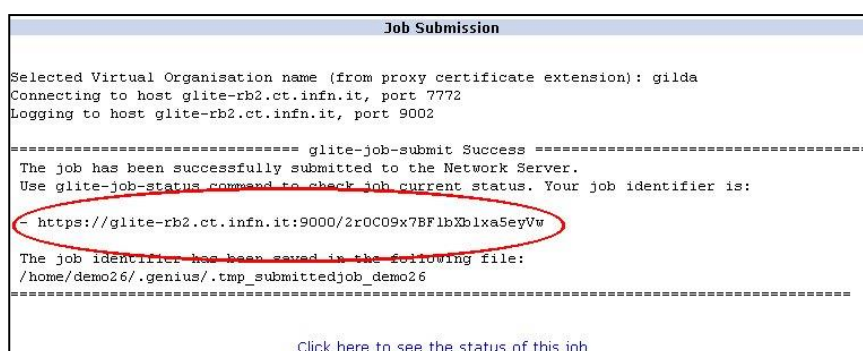 Job Submission
Selected Virtual Organisation name (from proxy certificate extension): gilda
Connecting to host glite-rb2.ct.infn.it, port 7772
Logging to host glite-rb2.ct.infn.it, port 9002
============================== glite-job-submit Success ==================================
The job has been successfully submitted to the Network Server.
Use glite-job-status command to check job current status. Your job identifier is:
- https://glite-rb2.ct.infn.it:9000/2r0C09x7BFlbXblxa5eyVw
The job identifier has been saved in the following file:
/home/demo26/.genius/.tmp_submittedjob_demo26
==========================================================================================
Click here to see the status of this job